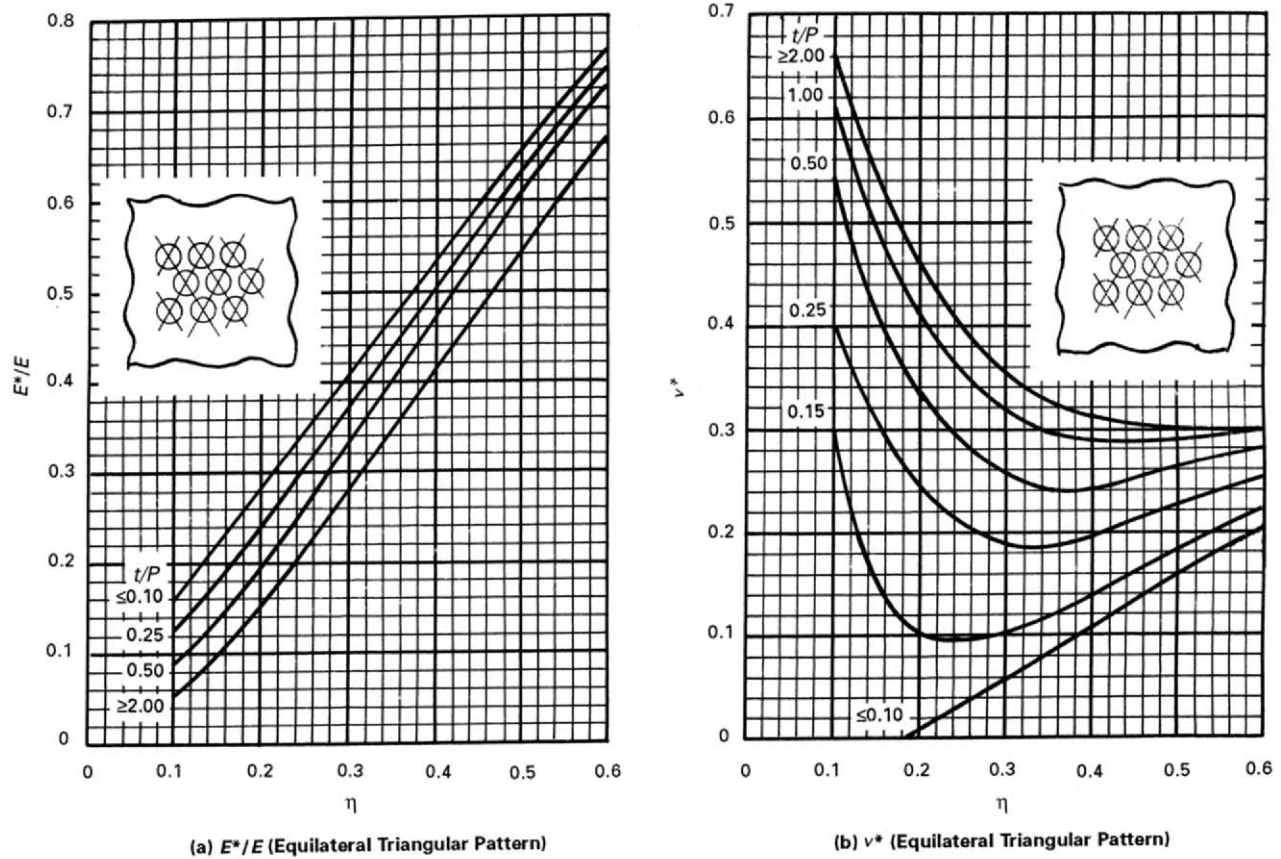 0.8
0.7
0.6
0.5
0.4
0.3
0.2
0.1
0
E*/E
t/P
≤0.10
0.25
0.50
≥2.00
0 0.1 0.2 0.3 0.4 0.5 0.6
η
(a) E*/E (Equilateral Triangular Pattern)
0.7
0.6
0.5
0.4
0.3
0.2
0.1
0
ν*
t/P
≥2.00
1.00
0.50
0.25
0.15
≤0.10
0 0.1 0.2 0.3 0.4 0.5 0.6
η
(b) ν* (Equilateral Triangular Pattern)